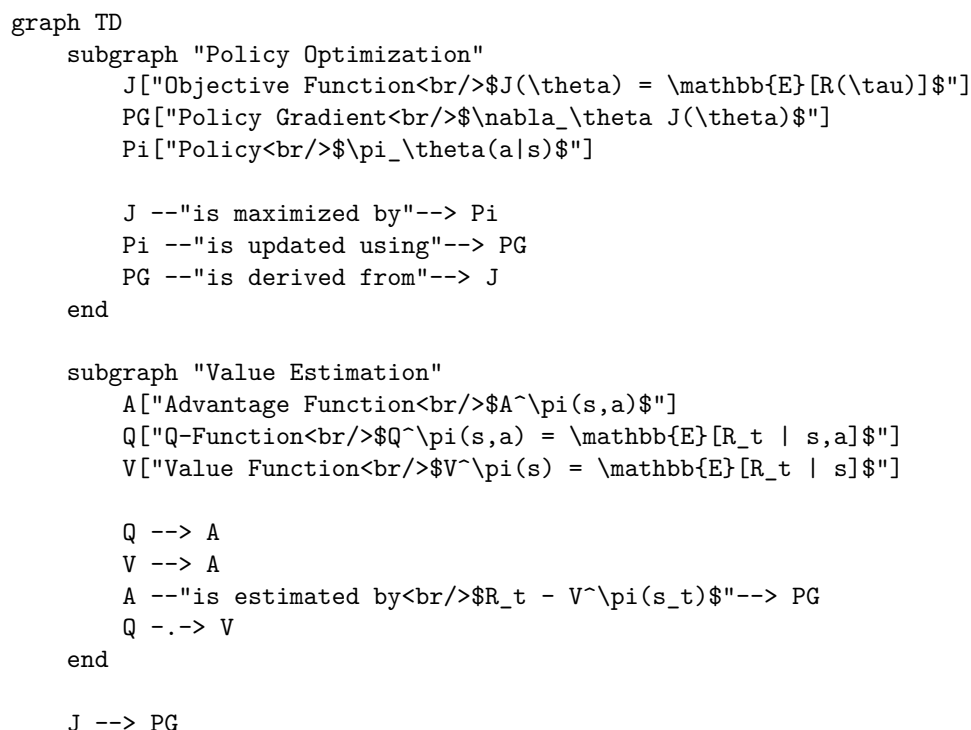 graph TD
    subgraph "Policy Optimization"
        J["Objective Function<br/>$J(\theta) = \mathbb{E}[R(\tau)]$"]
        PG["Policy Gradient<br/>$\nabla_\theta J(\theta)$"]
        Pi["Policy<br/>$\pi_\theta(a|s)$"]

        J --"is maximized by"--> Pi
        Pi --"is updated using"--> PG
        PG --"is derived from"--> J
    end

    subgraph "Value Estimation"
        A["Advantage Function<br/>$A^\pi(s,a)$"]
        Q["Q-Function<br/>$Q^\pi(s,a) = \mathbb{E}[R_t | s,a]$"]
        V["Value Function<br/>$V^\pi(s) = \mathbb{E}[R_t | s]$"]

        Q --> A
        V --> A
        A --"is estimated by<br/>$R_t - V^\pi(s_t)$"--> PG
        Q -.-> V
    end

    J --> PG